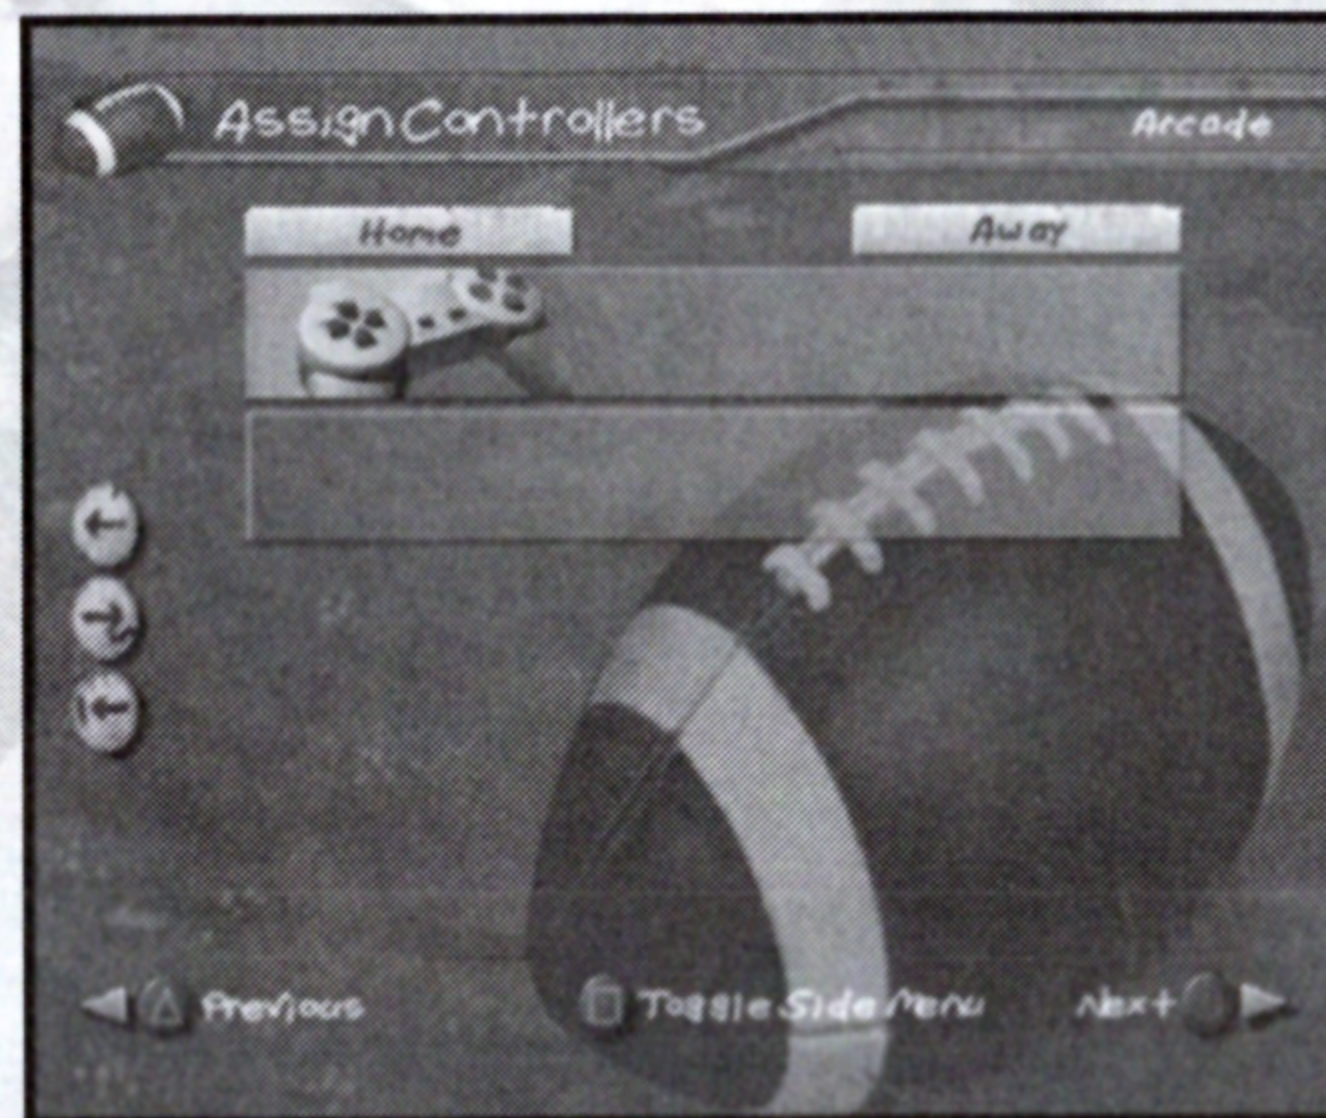 Assign Controllers
Arcade
Home
Away
Previous
Toggle Side Menu
Next